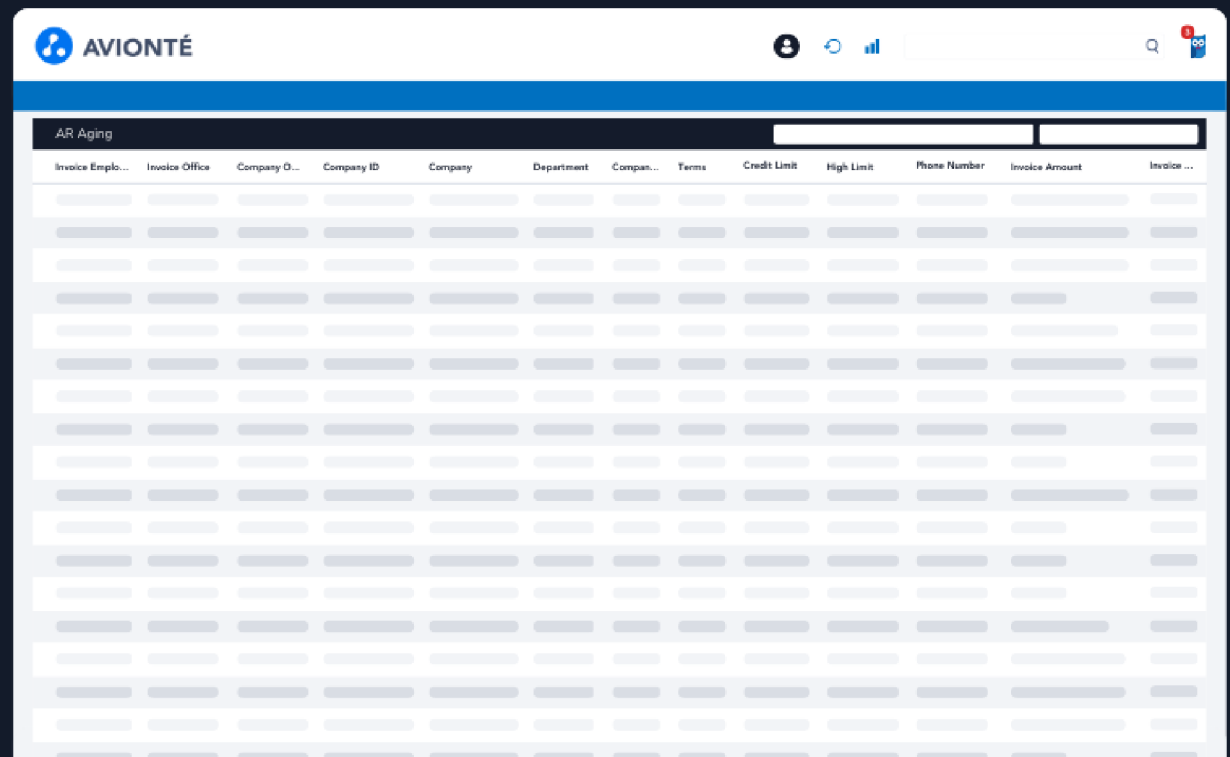 AVIONTÉ
3
AR Aging
Invoice Emplo... Invoice Office Company O... Company ID Company Department Compan... Terms Credit Limit High Limit Phone Number Invoice Amount Invoice ...